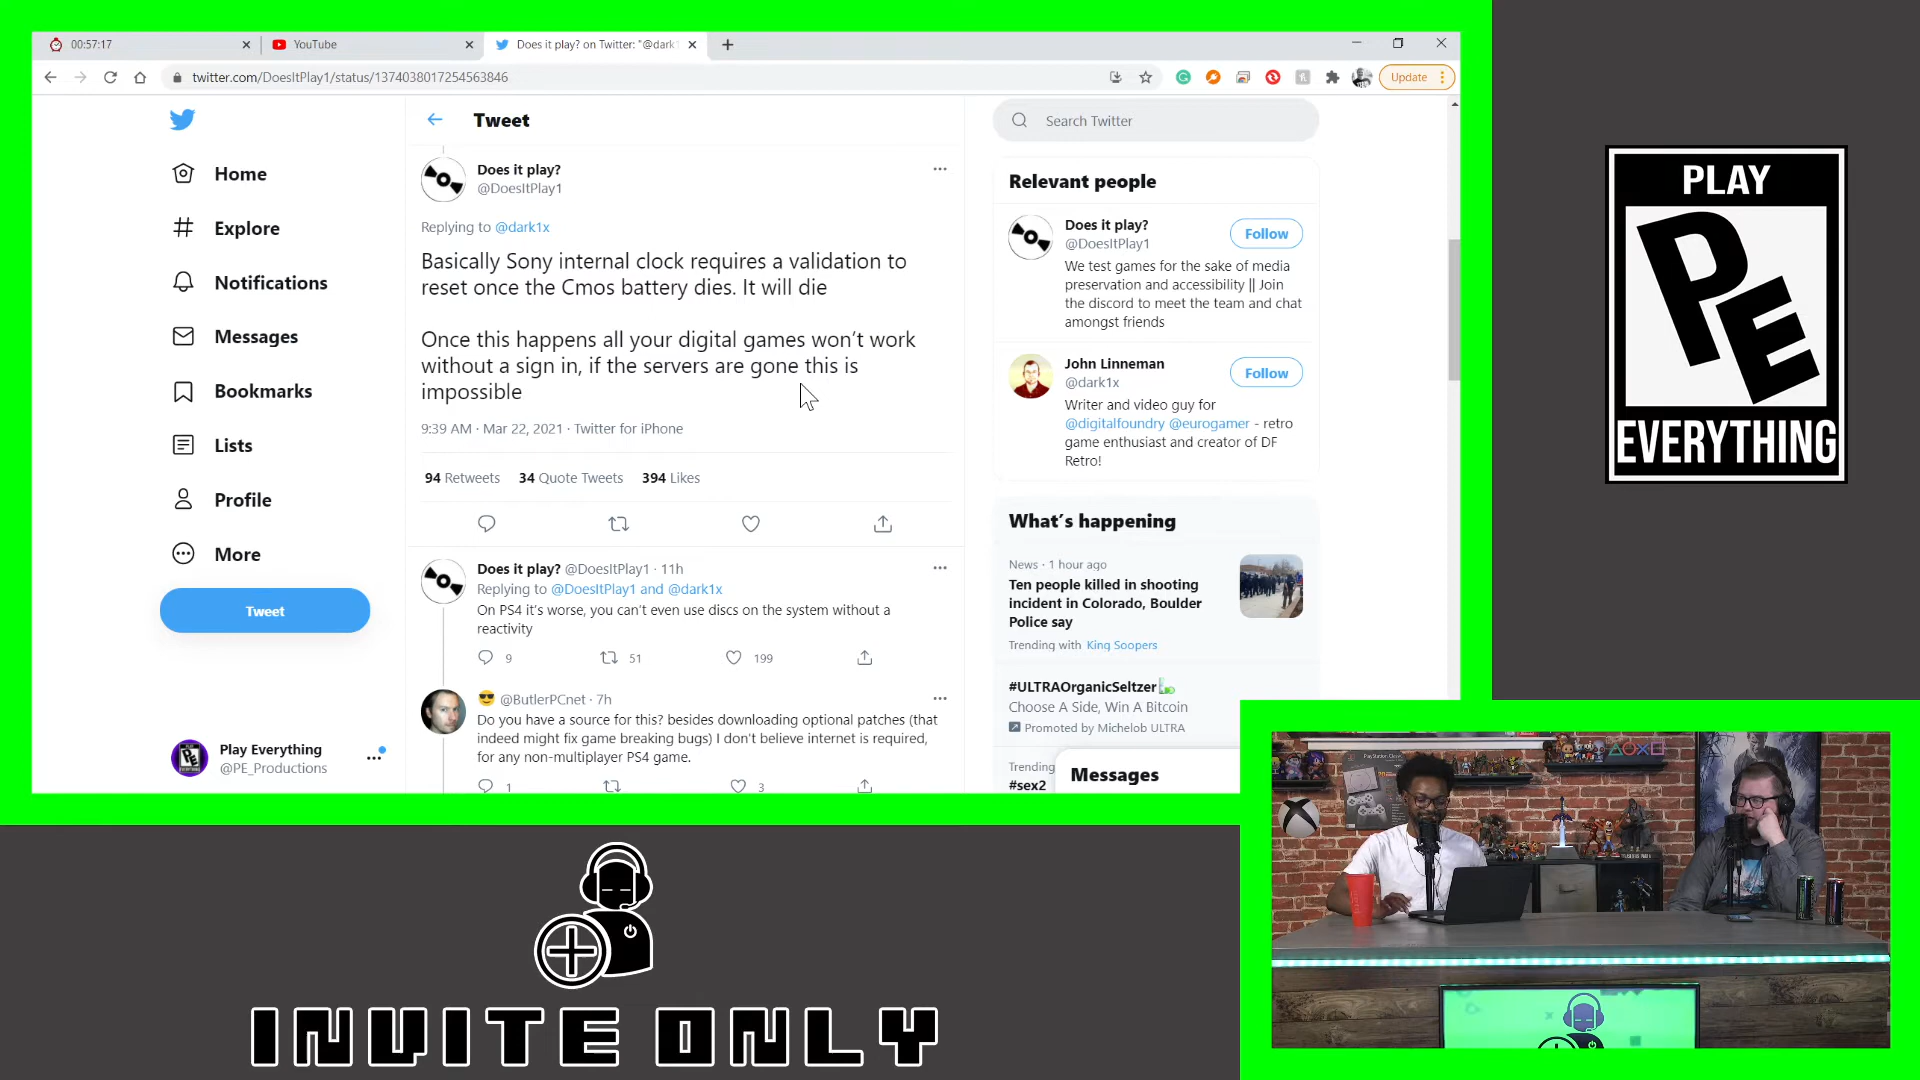 00:57:17
YouTube
Does it play? on Twitter: "@dark1
twitter.com/DoesItPlay1/status/1374038017254563846
Update
Home
Explore
Notifications
Messages
Bookmarks
Lists
Profile
More
Tweet
Play Everything
@PE_Productions
Tweet
Does it play?
@DoesItPlay1
Replying to @dark1x
Basically Sony internal clock requires a validation to
reset once the Cmos battery dies. It will die
Once this happens all your digital games won't work
without a sign in, if the servers are gone this is
impossible
9:39 AM · Mar 22, 2021 · Twitter for iPhone
94 Retweets 34 Quote Tweets 394 Likes
Does it play? @DoesItPlay1 · 11h
Replying to @DoesItPlay1 and @dark1x
On PS4 it's worse, you can't even use discs on the system without a
reactivity
9 51 199
😎 @ButlerPCnet · 7h
Do you have a source for this? besides downloading optional patches (that
indeed might fix game breaking bugs) I don't believe internet is required,
for any non-multiplayer PS4 game.
1 3
Search Twitter
Relevant people
Does it play?
@DoesItPlay1
Follow
We test games for the sake of media
preservation and accessibility || Join
the discord to meet the team and chat
amongst friends
John Linneman
@dark1x
Follow
Writer and video guy for
@digitalfoundry @eurogamer - retro
game enthusiast and creator of DF
Retro!
What's happening
News · 1 hour ago
Ten people killed in shooting
incident in Colorado, Boulder
Police say
Trending with King Soopers
#ULTRAOrganicSeltzer
Choose A Side, Win A Bitcoin
Promoted by Michelob ULTRA
Trending
#sex2
Messages
PLAY
PE
EVERYTHING
INVITE ONLY